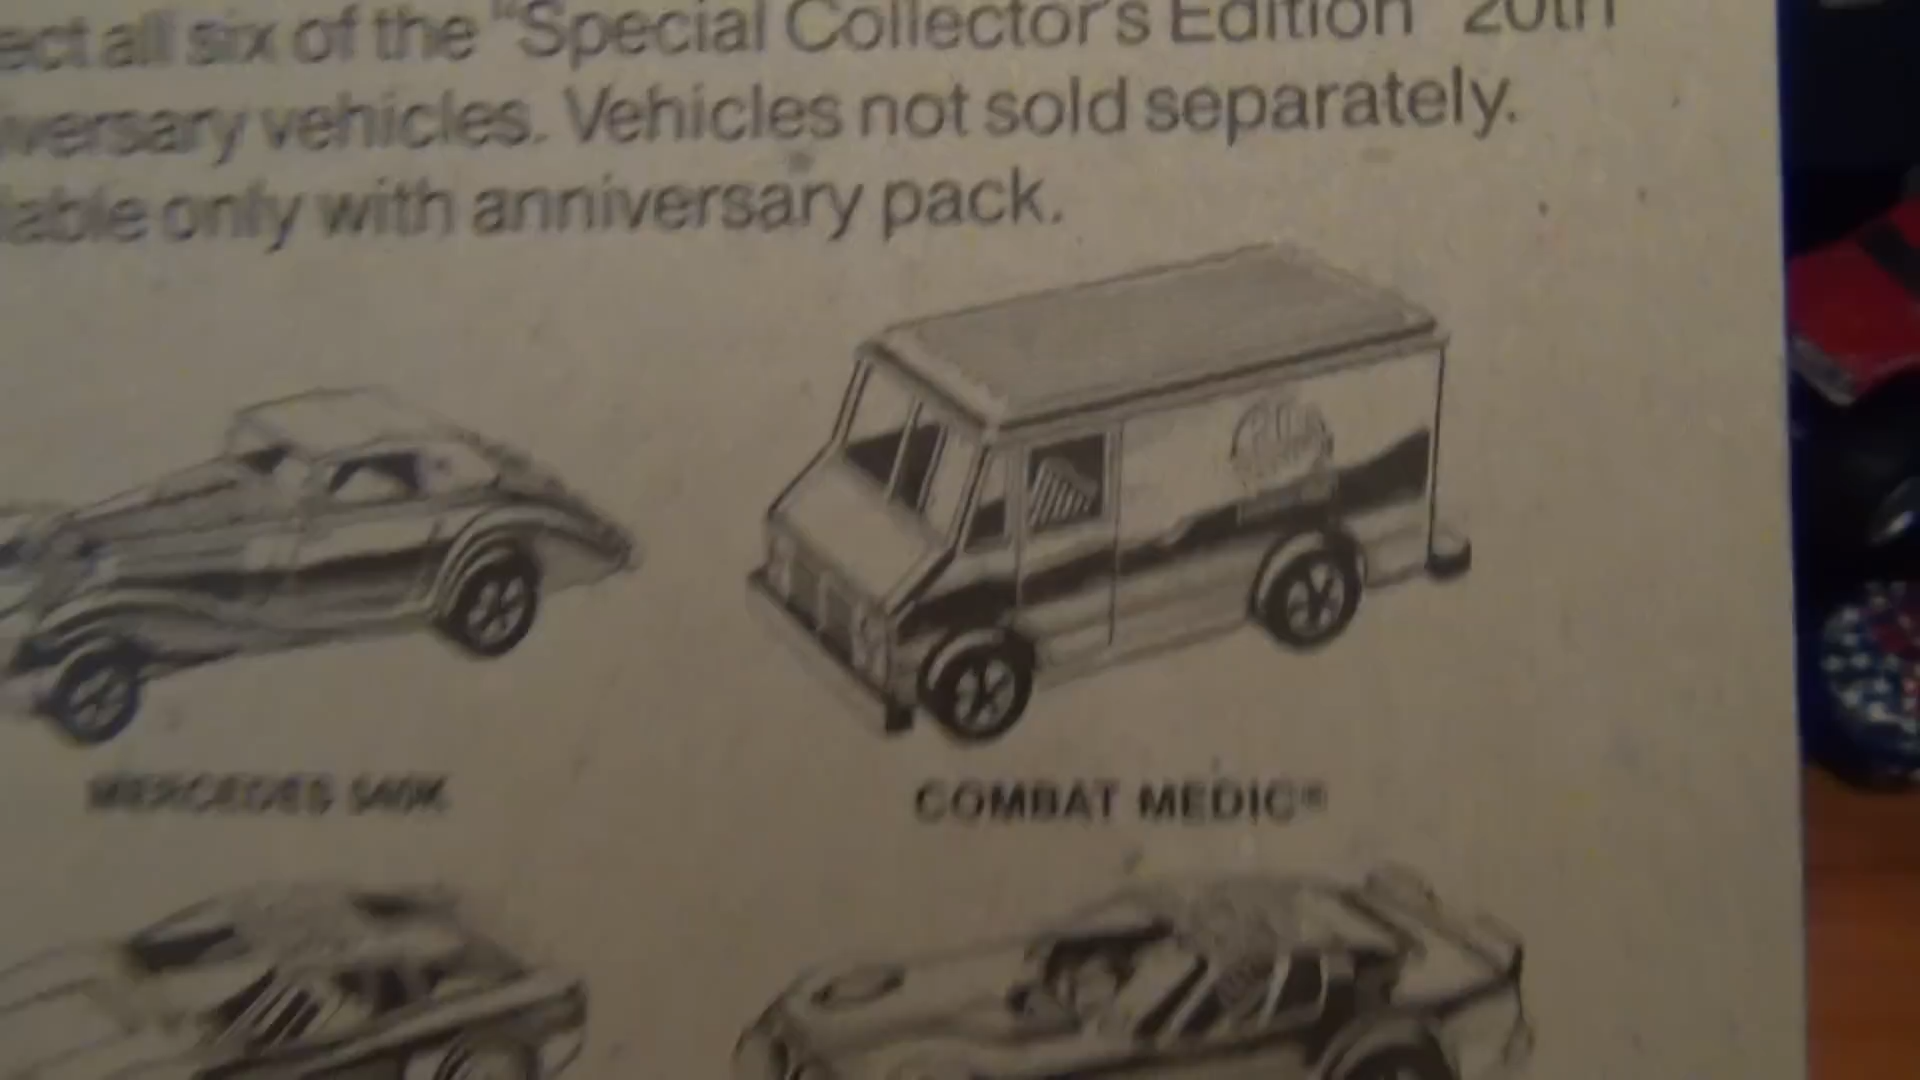 ect all six of the "Special Collector's Edition" 20th
iversary vehicles. Vehicles not sold separately.
lable only with anniversary pack.
MERCEDES 540K
COMBAT MEDIC®